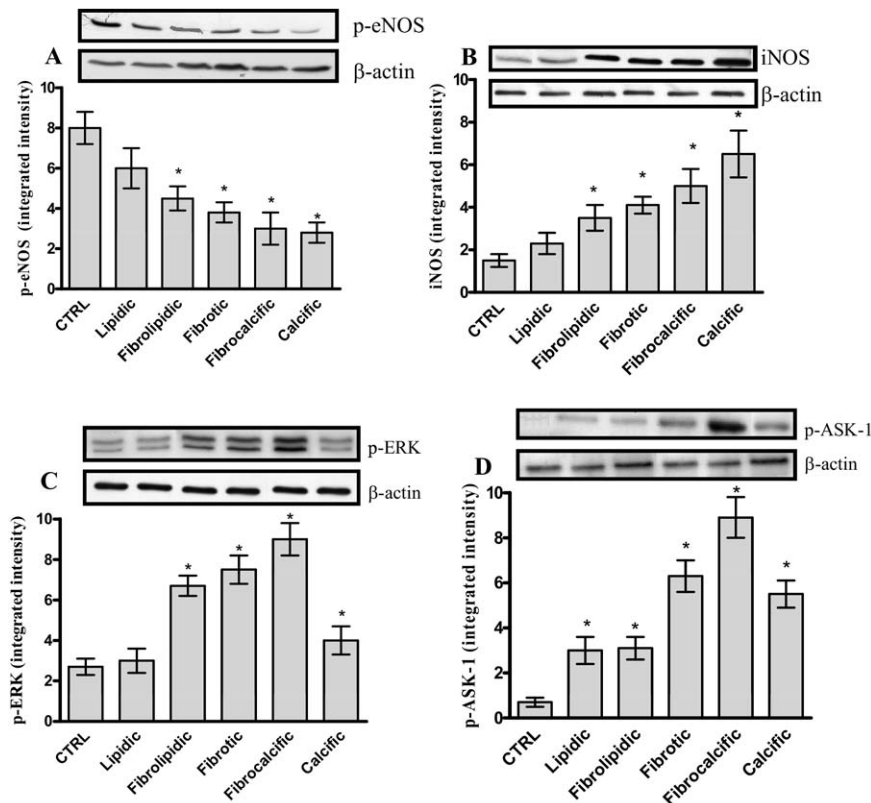 p-eNOS
A
β-actin
p-eNOS (integrated intensity)
10
8
6
4
2
0
* * * *
CTRL
Lipidic
Fibrolipidic
Fibrotic
Fibrocalcific
Calcific
B
iNOS
β-actin
iNOS (integrated intensity)
10
8
6
4
2
0
* * * *
CTRL
Lipidic
Fibrolipidic
Fibrotic
Fibrocalcific
Calcific
p-ERK
C
β-actin
p-ERK (integrated intensity)
10
8
6
4
2
0
* * * *
CTRL
Lipidic
Fibrolipidic
Fibrotic
Fibrocalcific
Calcific
p-ASK-1
D
β-actin
p-ASK-1 (integrated intensity)
10
8
6
4
2
0
* * * * *
CTRL
Lipidic
Fibrolipidic
Fibrotic
Fibrocalcific
Calcific